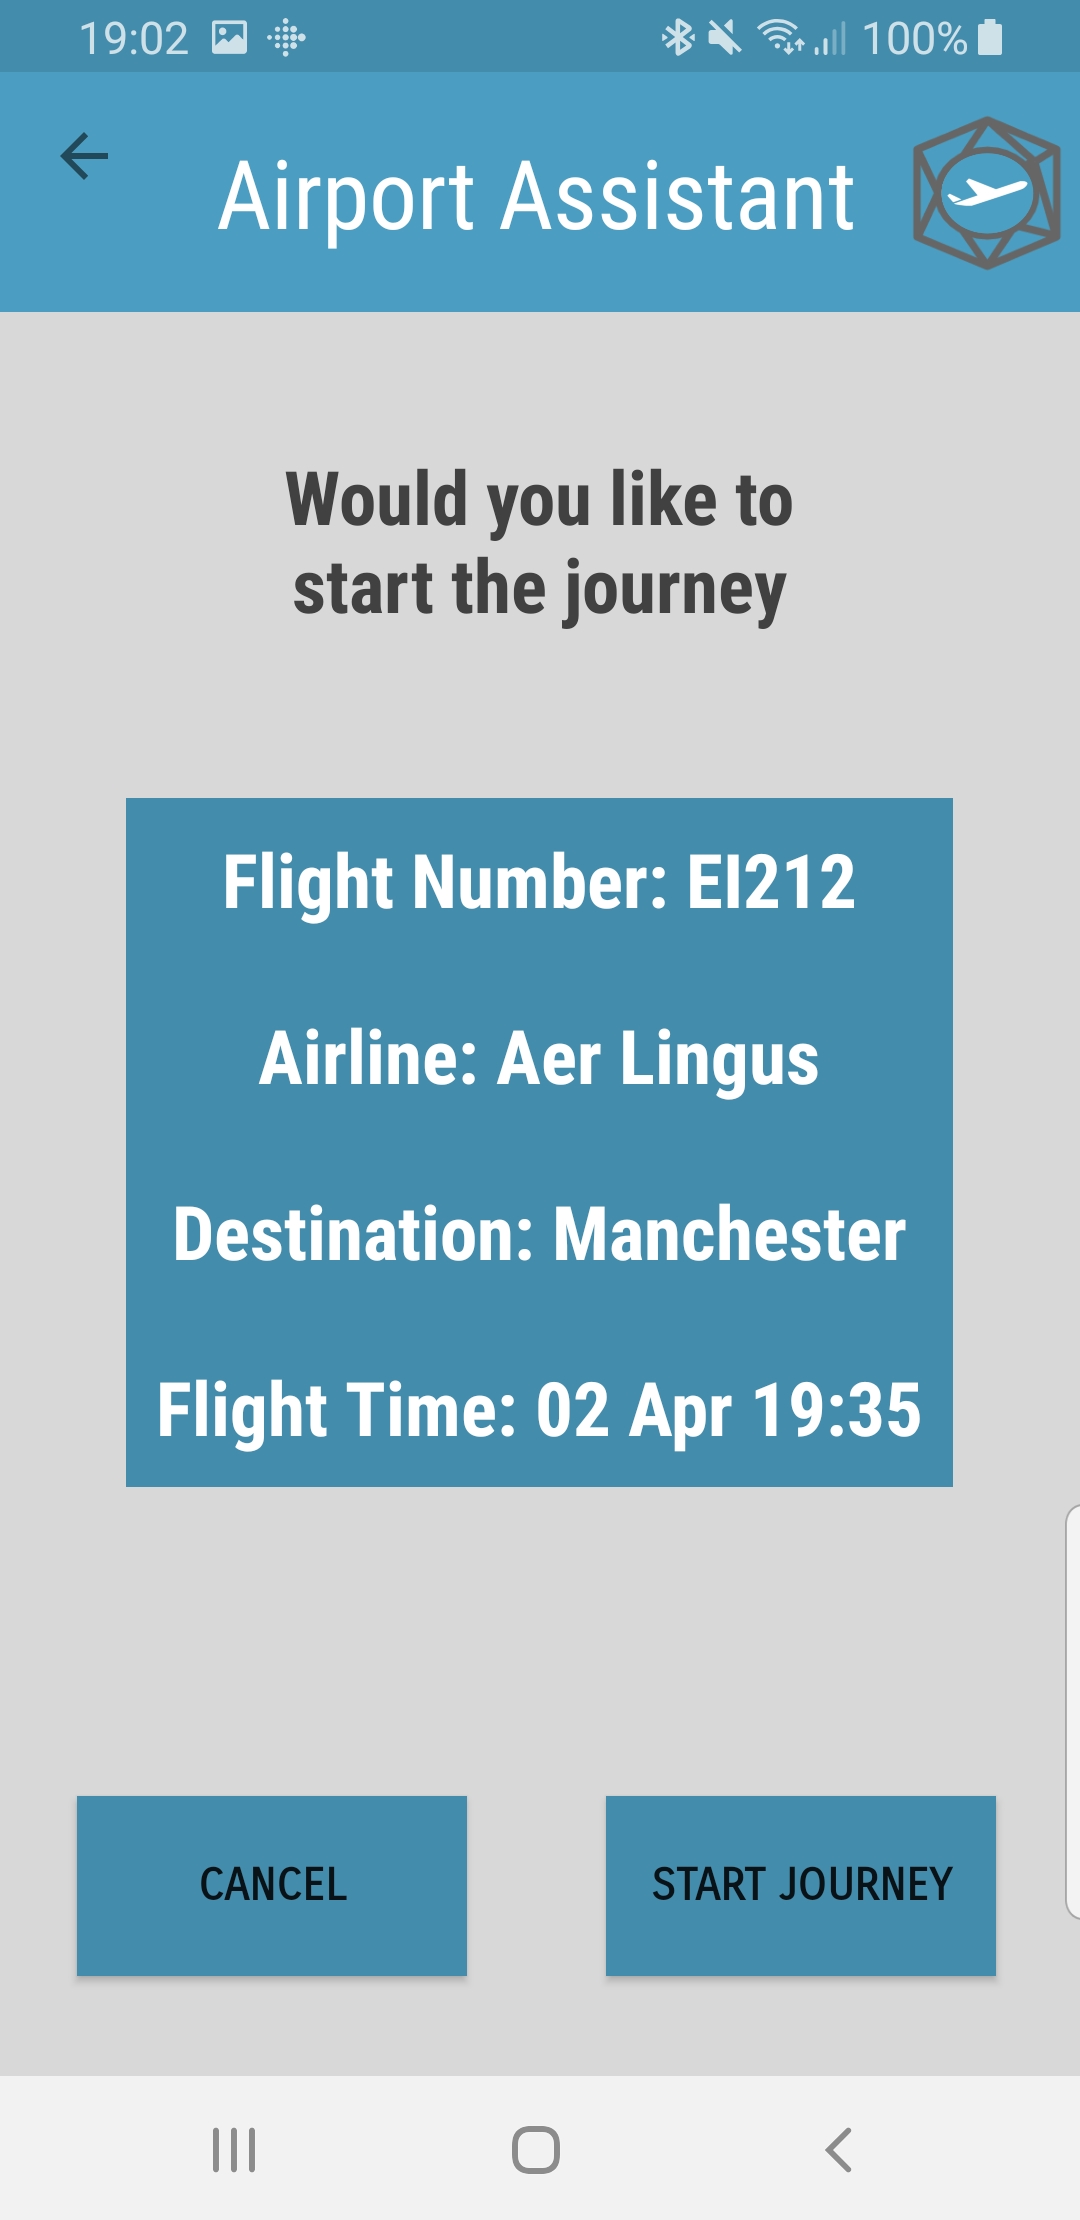 19:02 100%
Airport Assistant
Would you like to
start the journey
Flight Number: EI212
Airline: Aer Lingus
Destination: Manchester
Flight Time: 02 Apr 19:35
CANCEL START JOURNEY